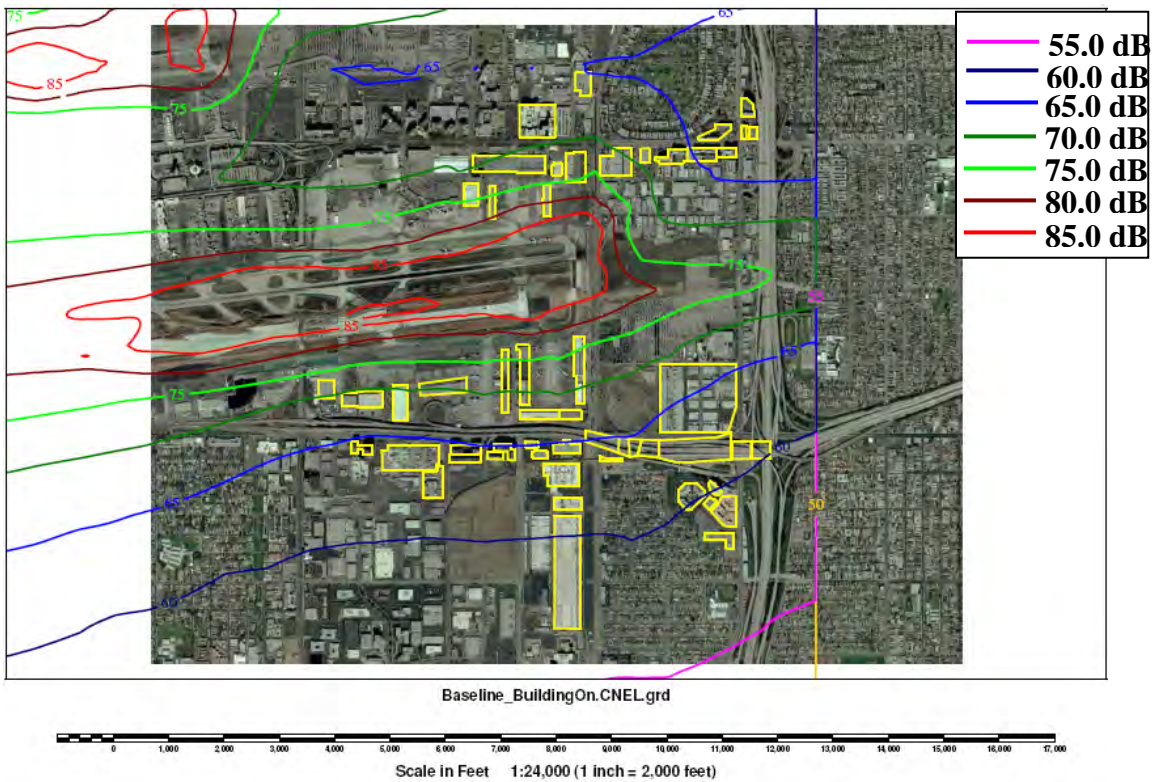 75
65
55.0 dB
60.0 dB
65.0 dB
70.0 dB
75.0 dB
80.0 dB
85.0 dB
85
65
75
75
85
75
85
65
75
65
60
50
60
Baseline_BuildingOn.CNEL.grd
0 1,000 2,000 3,000 4,000 5,000 6,000 7,000 8,000 9,000 10,000 11,000 12,000 13,000 14,000 15,000 16,000 17,000
Scale in Feet 1:24,000 (1 inch = 2,000 feet)